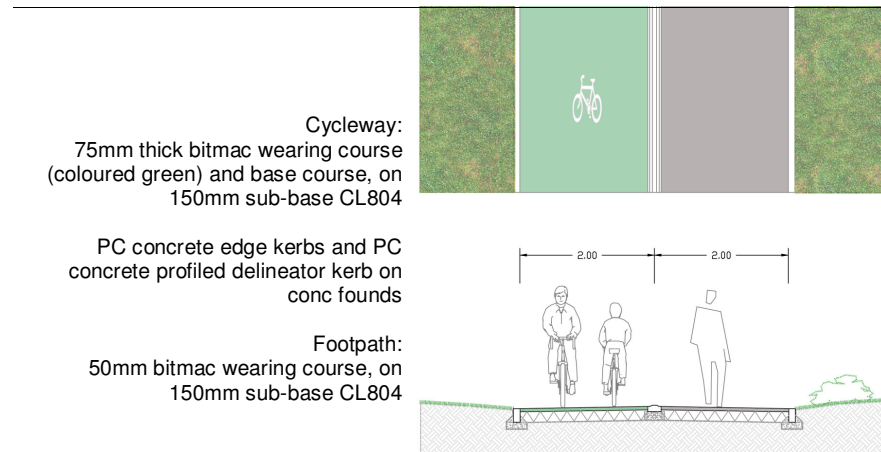 Cycleway:
75mm thick bitmac wearing course
(coloured green) and base course, on
150mm sub-base CL804
PC concrete edge kerbs and PC
concrete profiled delineator kerb on
conc founds
Footpath:
50mm bitmac wearing course, on
150mm sub-base CL804
2.00 2.00